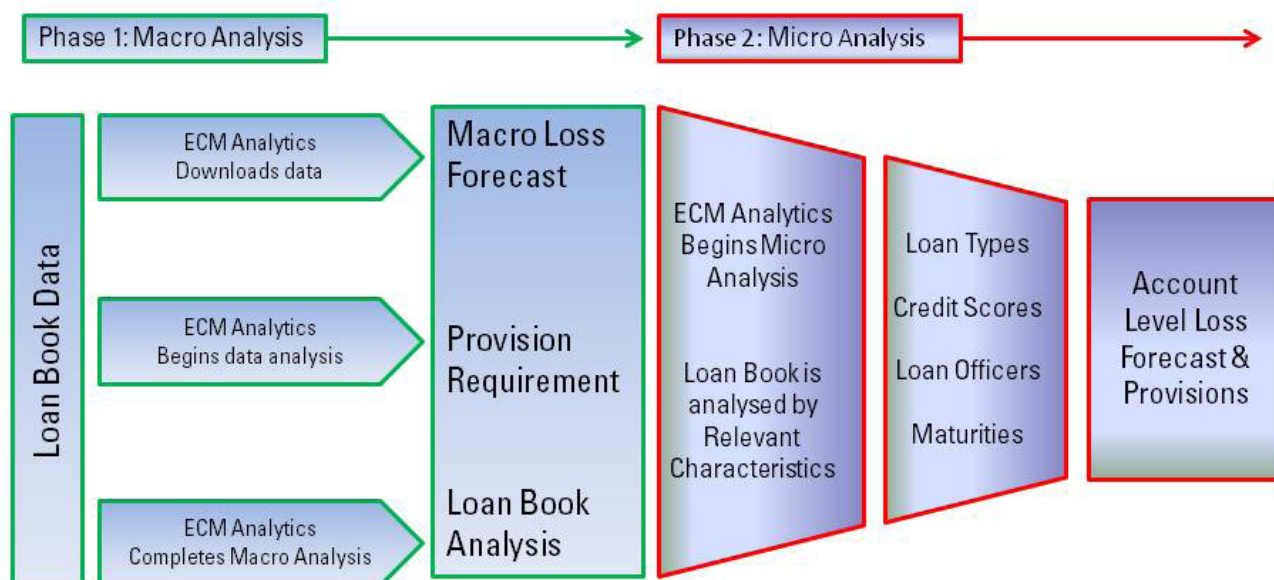 Phase 1: Macro Analysis
Phase 2: Micro Analysis
Loan Book Data
ECM Analytics
Downloads data
ECM Analytics
Begins data analysis
ECM Analytics
Completes Macro Analysis
Macro Loss
Forecast
Provision
Requirement
Loan Book
Analysis
ECM Analytics
Begins Micro
Analysis
Loan Book is
analysed by
Relevant
Characteristics
Loan Types
Credit Scores
Loan Officers
Maturities
Account
Level Loss
Forecast &
Provisions